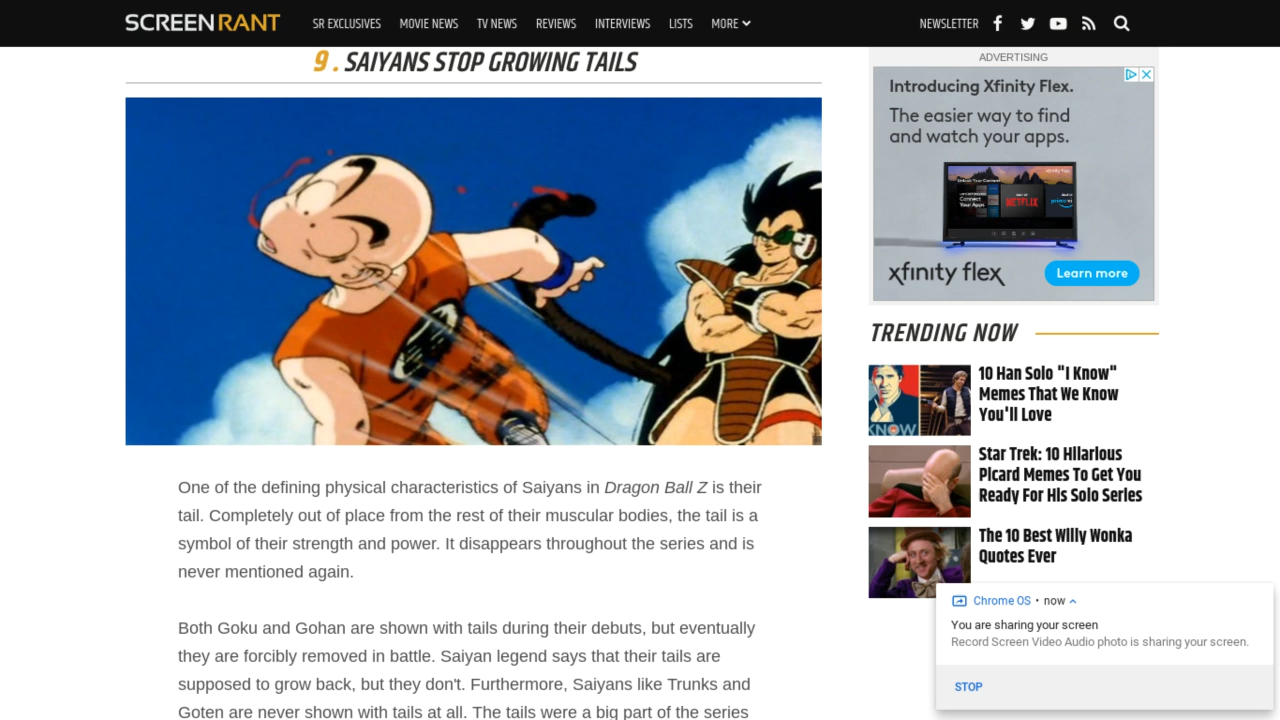 SCREENRANT SR EXCLUSIVES MOVIE NEWS TV NEWS REVIEWS INTERVIEWS LISTS MORE NEWSLETTER
9 . SAIYANS STOP GROWING TAILS
One of the defining physical characteristics of Saiyans in Dragon Ball Z is their
tail. Completely out of place from the rest of their muscular bodies, the tail is a
symbol of their strength and power. It disappears throughout the series and is
never mentioned again.
Both Goku and Gohan are shown with tails during their debuts, but eventually
they are forcibly removed in battle. Saiyan legend says that their tails are
supposed to grow back, but they don't. Furthermore, Saiyans like Trunks and
Goten are never shown with tails at all. The tails were a big part of the series
ADVERTISING
Introducing Xfinity Flex.
The easier way to find
and watch your apps.
NETFLIX
prime vi
xfinity flex
Learn more
TRENDING NOW
KNOW
10 Han Solo "I Know"
Memes That We Know
You'll Love
Star Trek: 10 Hilarious
Picard Memes To Get You
Ready For His Solo Series
The 10 Best Willy Wonka
Quotes Ever
Chrome OS • now
You are sharing your screen
Record Screen Video Audio photo is sharing your screen.
STOP